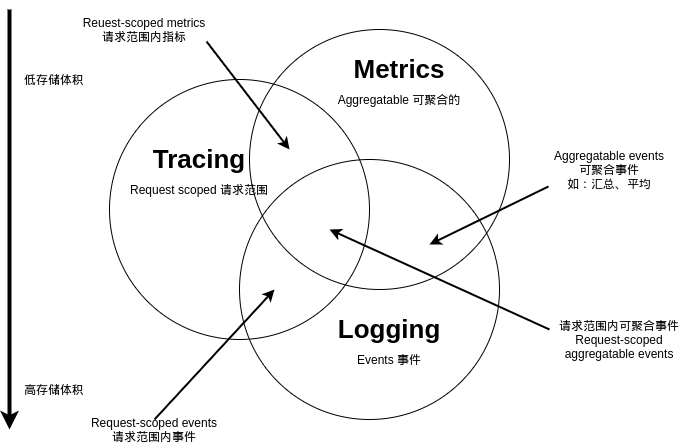 Reuest-scoped metrics
请求范围内指标
低存储体积
Metrics
Aggregatable 可聚合的
Tracing
Request scoped 请求范围
Aggregatable events
可聚合事件
如：汇总、平均
Logging
Events 事件
请求范围内可聚合事件
Request-scoped
aggregatable events
高存储体积
Request-scoped events
请求范围内事件